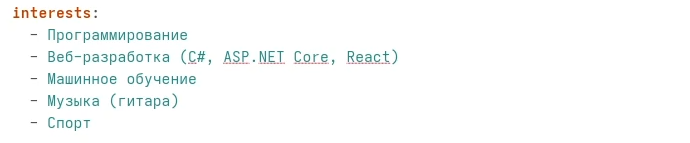 interests:
- Программирование
- Веб-разработка (C#, ASP.NET Core, React)
- Машинное обучение
- Музыка (гитара)
- Спорт